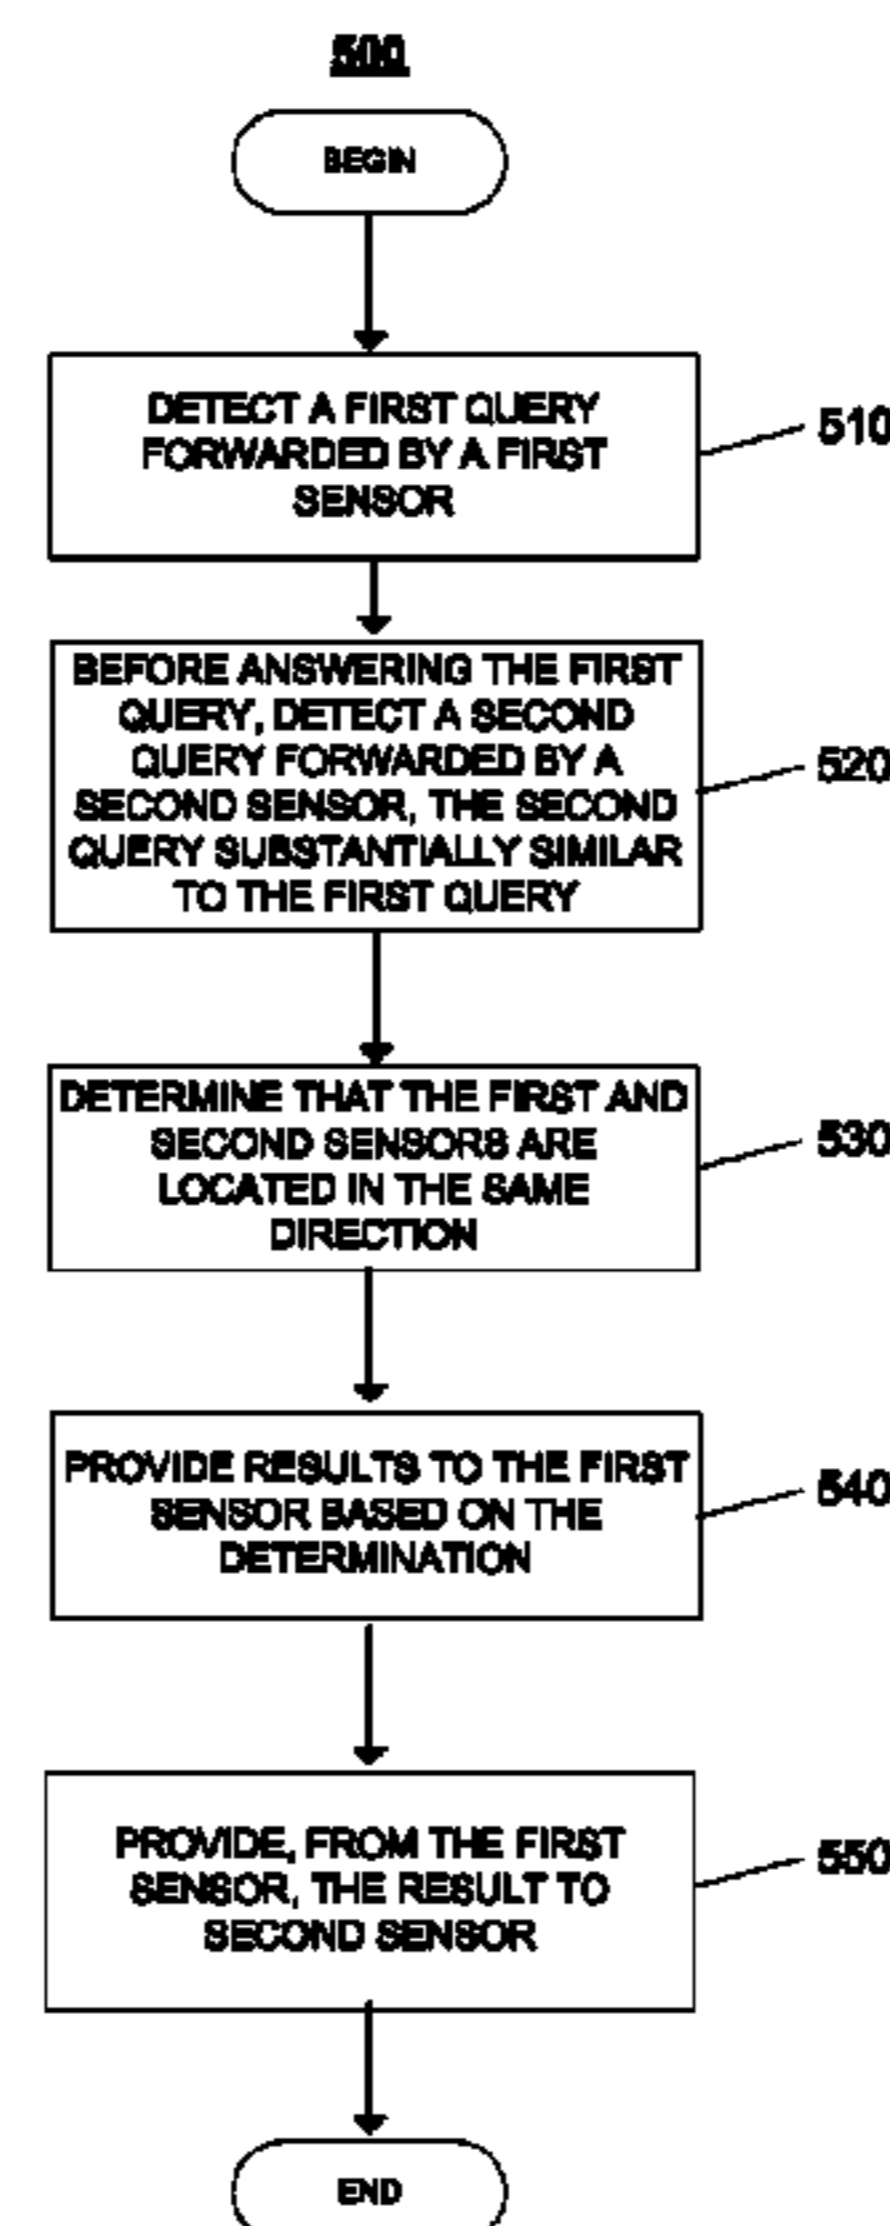 500
BEGIN
DETECT A FIRST QUERY
FORWARDED BY A FIRST
SENSOR
510
BEFORE ANSWERING THE FIRST
QUERY, DETECT A SECOND
QUERY FORWARDED BY A
SECOND SENSOR, THE SECOND
QUERY SUBSTANTIALLY SIMILAR
TO THE FIRST QUERY
520
DETERMINE THAT THE FIRST AND
SECOND SENSORS ARE
LOCATED IN THE SAME
DIRECTION
530
PROVIDE RESULTS TO THE FIRST
SENSOR BASED ON THE
DETERMINATION
540
PROVIDE, FROM THE FIRST
SENSOR, THE RESULT TO
SECOND SENSOR
550
END